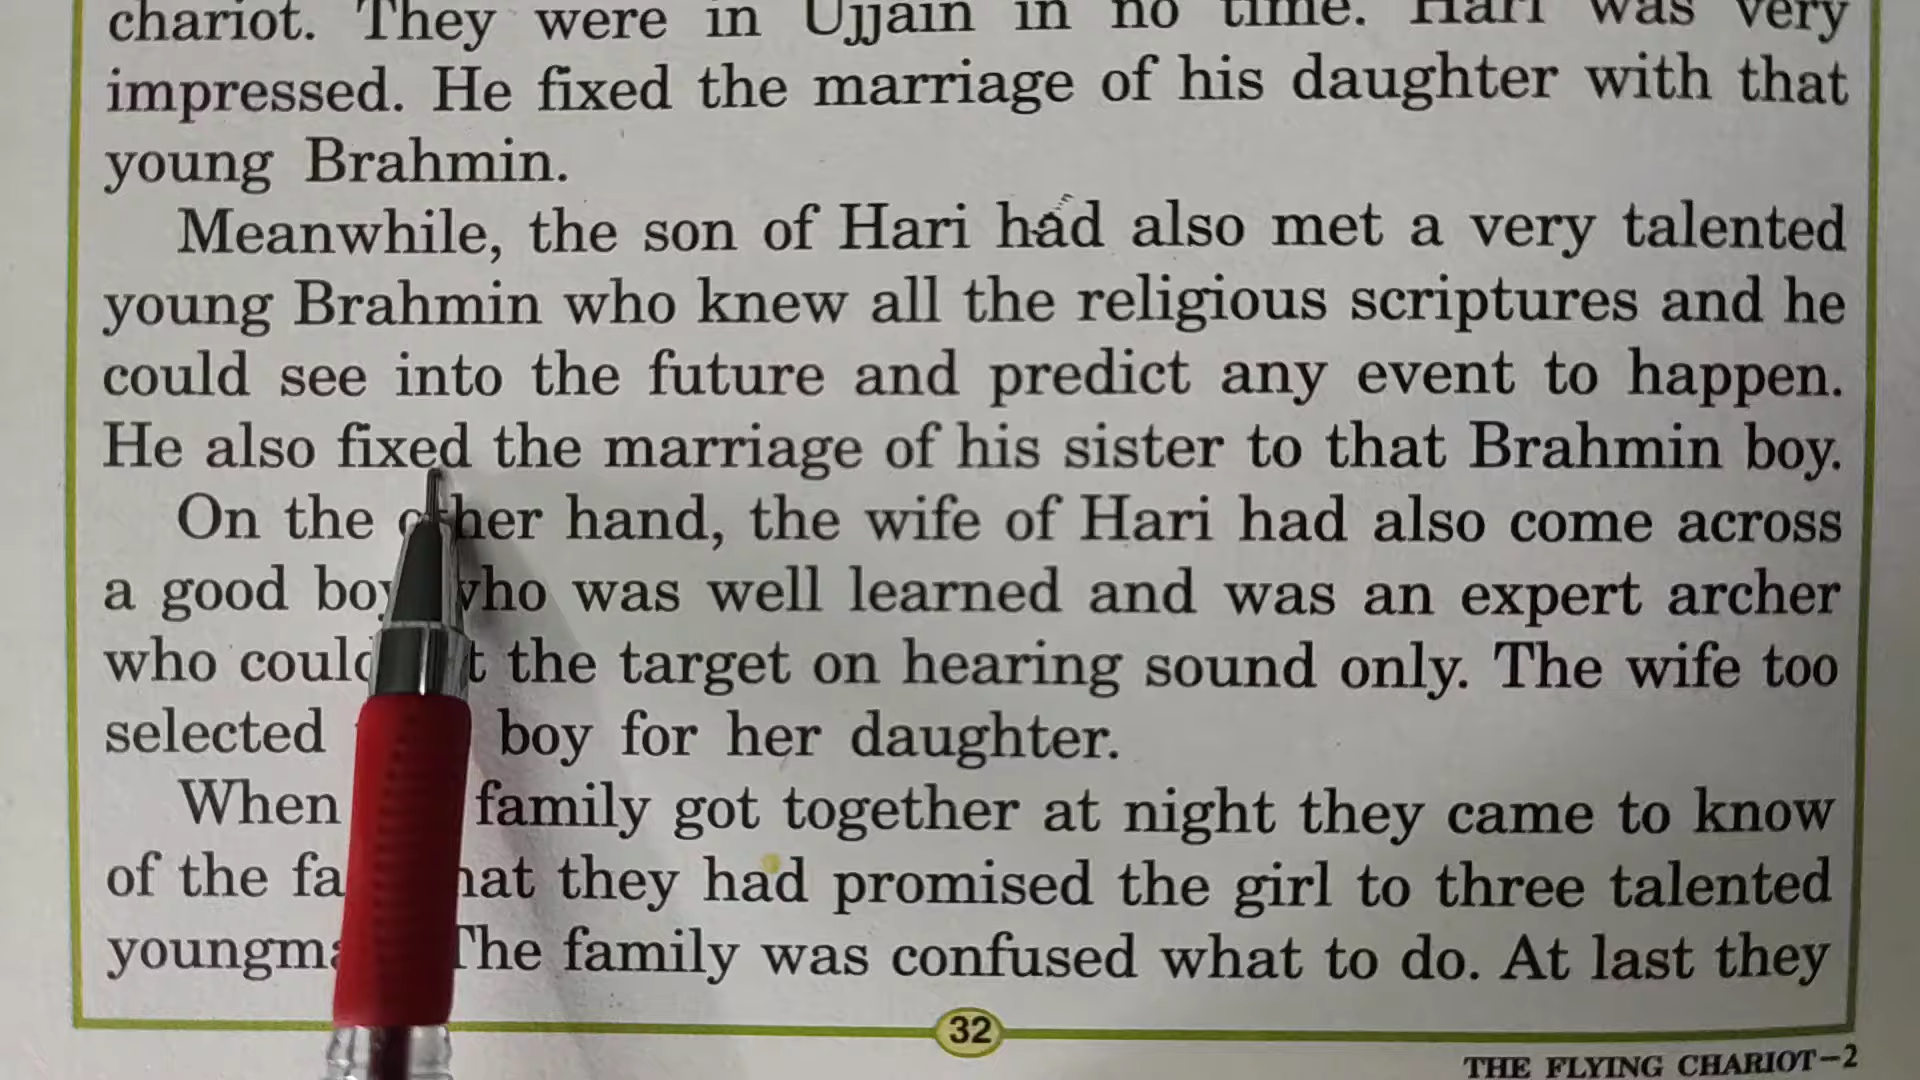 chariot. They were in Ujjain in no time. Hari was very
impressed. He fixed the marriage of his daughter with that
young Brahmin.
Meanwhile, the son of Hari had also met a very talented
young Brahmin who knew all the religious scriptures and he
could see into the future and predict any event to happen.
He also fixed the marriage of his sister to that Brahmin boy.
On the other hand, the wife of Hari had also come across
a good boy who was well learned and was an expert archer
who could the target on hearing sound only. The wife too
selected boy for her daughter.
When family got together at night they came to know
of the that they had promised the girl to three talented
The family was confused what to do. At last they
32
THE FLYING CHARIOT–2